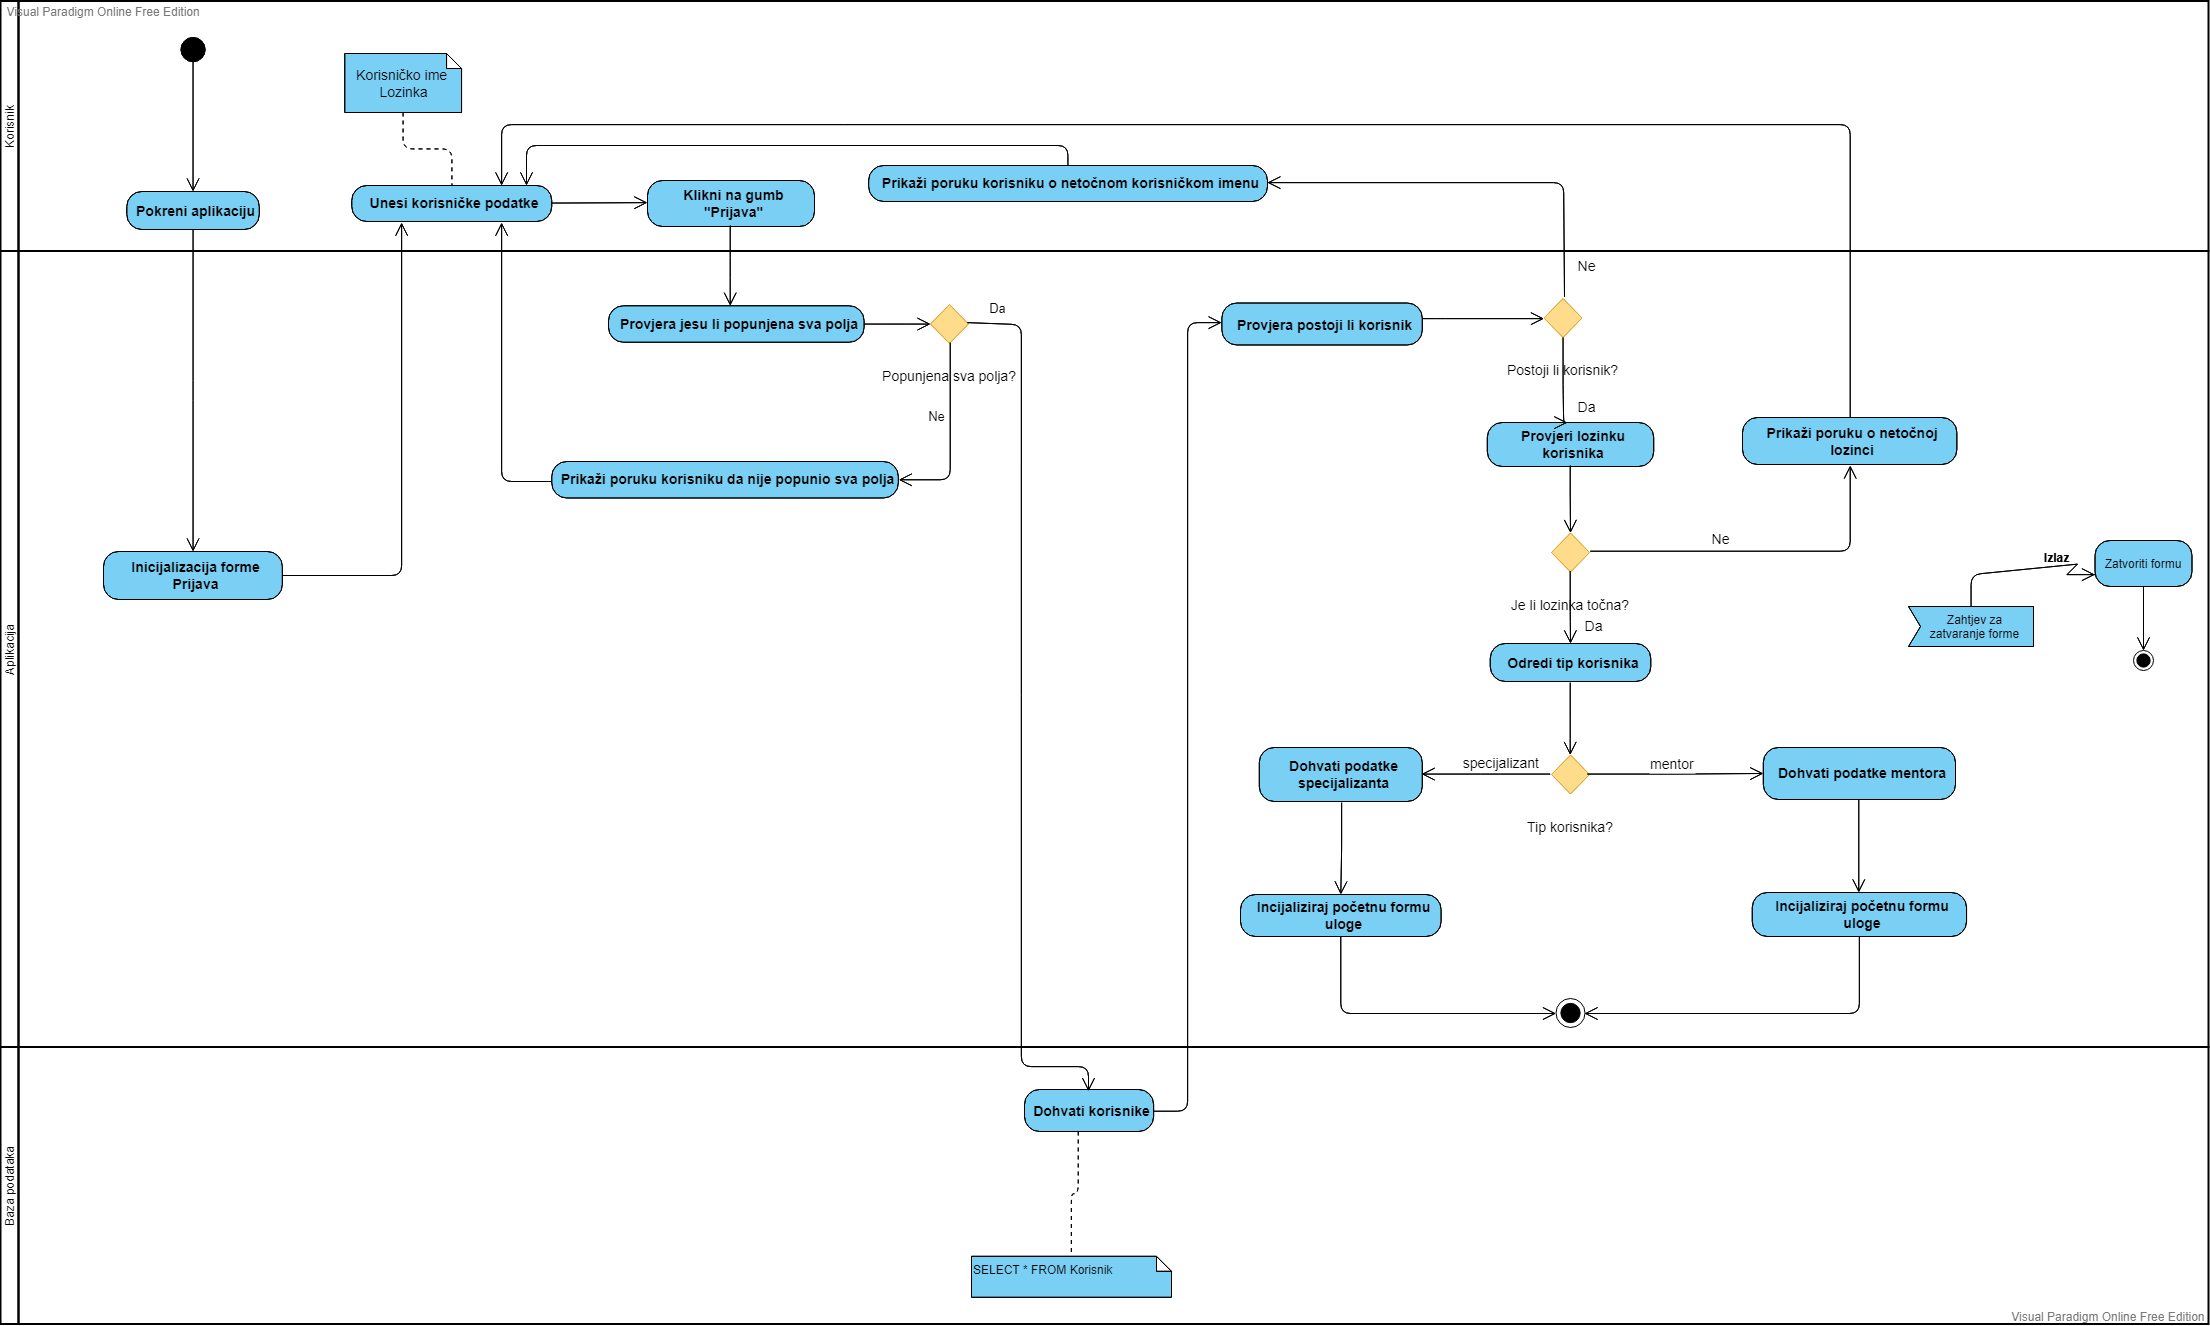 Visual Paradigm Online Free Edition
Korisnik
Korisničko ime
Lozinka
Pokreni aplikaciju
Unesi korisničke podatke
Klikni na gumb
"Prijava"
Prikaži poruku korisniku o netočnom korisničkom imenu
Aplikacija
Provjera jesu li popunjena sva polja
Da
Popunjena sva polja?
Ne
Prikaži poruku korisniku da nije popunio sva polja
Inicijalizacija forme
Prijava
Provjera postoji li korisnik
Ne
Postoji li korisnik?
Da
Provjeri lozinku
korisnika
Prikaži poruku o netočnoj
lozinci
Ne
Je li lozinka točna?
Da
Odredi tip korisnika
Izlaz
Zatvoriti formu
Zahtjev za
zatvaranje forme
Dohvati podatke
specijalizanta
specijalizant
mentor
Dohvati podatke mentora
Tip korisnika?
Incijaliziraj početnu formu
uloge
Incijaliziraj početnu formu
uloge
Baza podataka
Dohvati korisnike
SELECT * FROM Korisnik
Visual Paradigm Online Free Edition